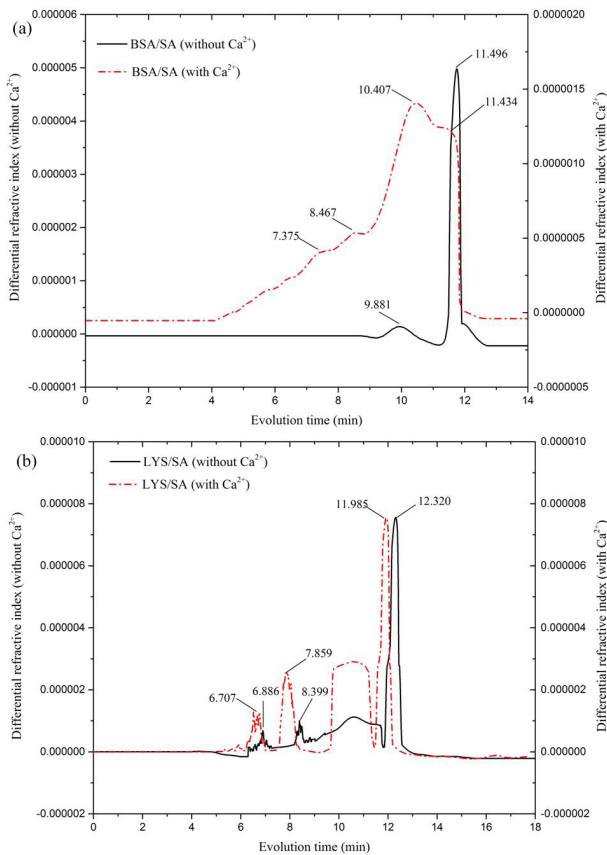 (a)
BSA/SA (without Ca²⁺)
BSA/SA (with Ca²⁺)
Differential refractive index (without Ca²⁺)
0.000006
0.000005
0.000004
0.000003
0.000002
0.000001
0.000000
-0.000001
7.375
8.467
10.407
11.496
11.434
9.881
0.0000020
0.0000015
0.0000010
0.0000005
0.0000000
-0.0000005
Differential refractive index (with Ca²⁺)
0 2 4 6 8 10 12 14
Evolution time (min)
(b)
LYS/SA (without Ca²⁺)
LYS/SA (with Ca²⁺)
Differential refractive index (without Ca²⁺)
0.000010
0.000008
0.000006
0.000004
0.000002
0.000000
-0.000002
6.707
6.886
7.859
8.399
11.985
12.320
0.000010
0.000008
0.000006
0.000004
0.000002
0.000000
-0.000002
Differential refractive index (with Ca²⁺)
0 2 4 6 8 10 12 14 16 18
Evolution time (min)